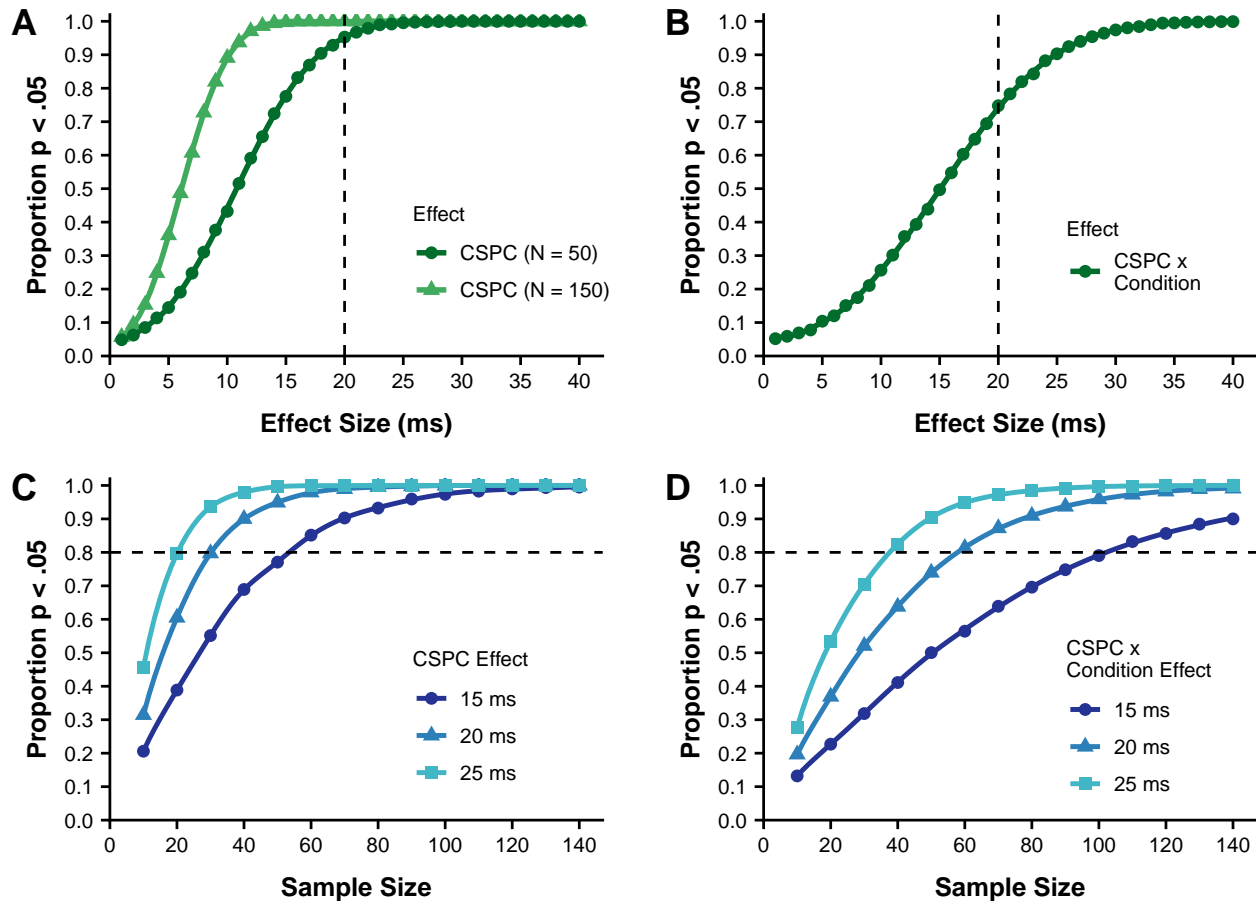 A
Proportion p < .05
1.0
0.9
0.8
0.7
0.6
0.5
0.4
0.3
0.2
0.1
0.0
0 5 10 15 20 25 30 35 40
Effect Size (ms)
Effect
CSPC (N = 50)
CSPC (N = 150)
B
Proportion p < .05
1.0
0.9
0.8
0.7
0.6
0.5
0.4
0.3
0.2
0.1
0.0
0 5 10 15 20 25 30 35 40
Effect Size (ms)
Effect
CSPC x
Condition
C
Proportion p < .05
1.0
0.9
0.8
0.7
0.6
0.5
0.4
0.3
0.2
0.1
0.0
0 20 40 60 80 100 120 140
Sample Size
CSPC Effect
15 ms
20 ms
25 ms
D
Proportion p < .05
1.0
0.9
0.8
0.7
0.6
0.5
0.4
0.3
0.2
0.1
0.0
0 20 40 60 80 100 120 140
Sample Size
CSPC x
Condition Effect
15 ms
20 ms
25 ms